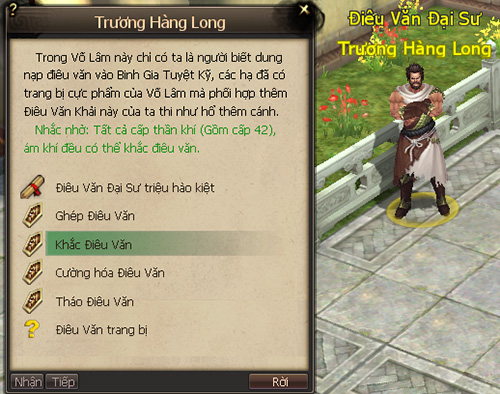 ?
Trương Hàng Long
Trong Võ Lâm này chỉ có ta là người biết dung
nạp điêu văn vào Binh Gia Tuyệt Kỹ, các hạ đã có
trang bị cực phẩm của Võ Lâm mà phối hợp thêm
Điêu Văn Khải này của ta thì như hổ thêm cánh.
Nhắc nhở: Tất cả cấp thần khí (Gồm cấp 42),
ám khí đều có thể khắc điêu văn.
Điêu Văn Đại Sư triệu hào kiệt
Ghép Điêu Văn
Khắc Điêu Văn
Cường hóa Điêu Văn
Tháo Điêu Văn
? Điêu Văn trang bị
Nhận Tiếp Rời
Điêu Văn Đại Sư
Trương Hàng Long